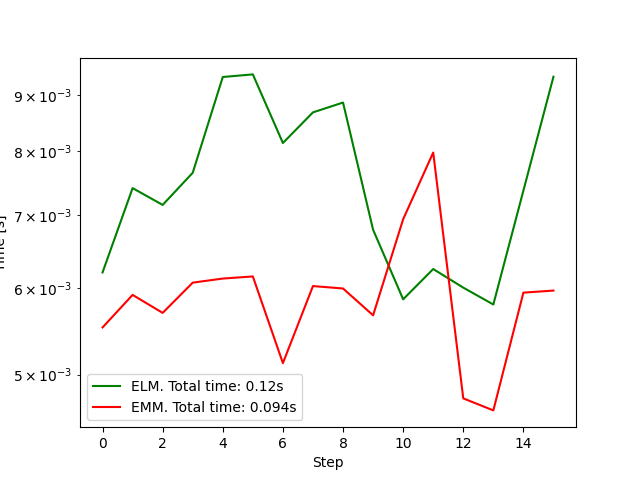 9 × 10⁻³
8 × 10⁻³
7 × 10⁻³
6 × 10⁻³
5 × 10⁻³
Time [s]
ELM. Total time: 0.12s
EMM. Total time: 0.094s
0 2 4 6 8 10 12 14
Step